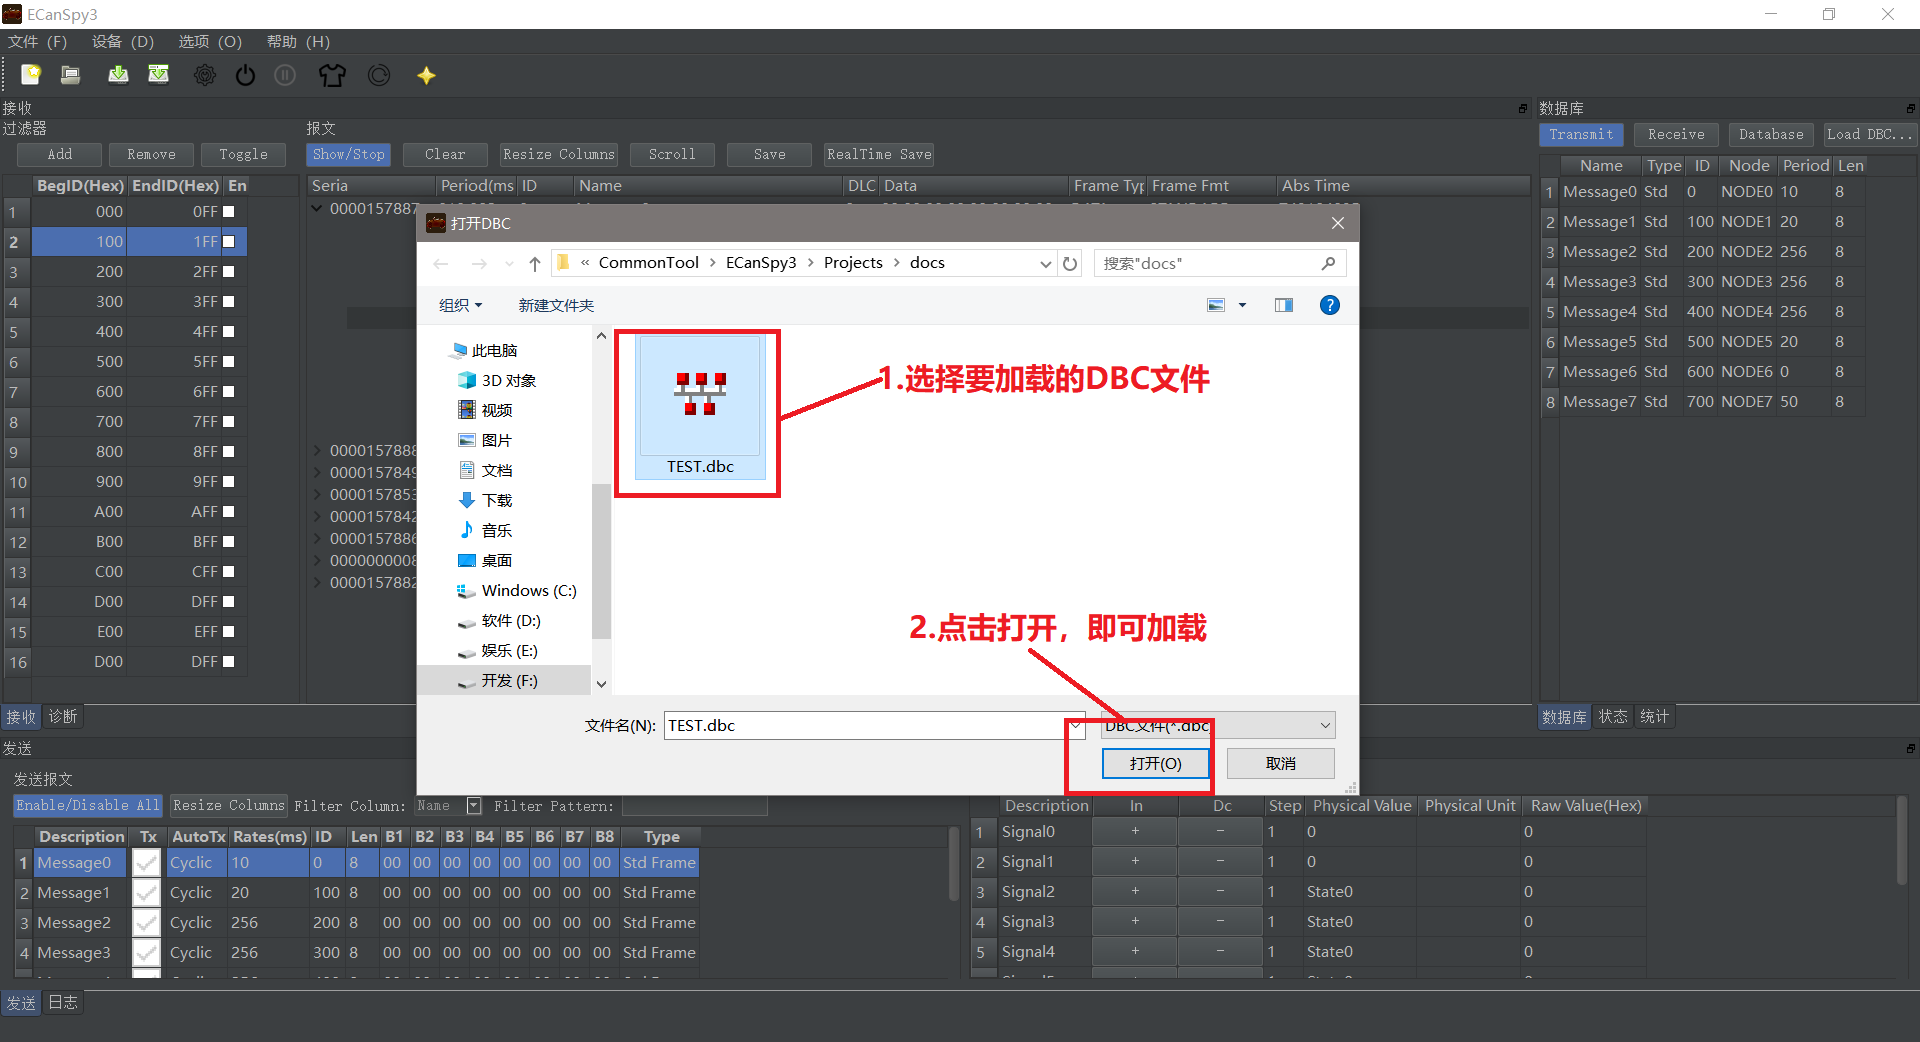 ECanSpy3
文件 (F) 设备 (D) 选项 (O) 帮助 (H)
接收
过滤器
Add Remove Toggle
BegID(Hex) EndID(Hex) En
1 000 0FF
2 100 1FF
3 200 2FF
4 300 3FF
5 400 4FF
6 500 5FF
7 600 6FF
8 700 7FF
9 800 8FF
10 900 9FF
11 A00 AFF
12 B00 BFF
13 C00 CFF
14 D00 DFF
15 E00 EFF
16 D00 DFF
接收 诊断
报文
Show/Stop Clear Resize Columns Scroll Save RealTime Save
Seria Period(ms ID Name DLC Data Frame Typ Frame Fmt Abs Time
0000157887
000015788
0000157849
0000157853
0000157842
0000157886
0000000008
0000157882
打开DBC
« CommonTool > ECanSpy3 > Projects > docs
搜索"docs"
组织 新建文件夹
此电脑
3D 对象
视频
图片
文档
下载
音乐
桌面
Windows (C:)
软件 (D:)
娱乐 (E:)
开发 (F:)
TEST.dbc
1.选择要加载的DBC文件
2.点击打开，即可加载
文件名(N): TEST.dbc
DBC文件(*.dbc
打开(O) 取消
数据库
Transmit Receive Database Load DBC...
Name Type ID Node Period Len
1 Message0 Std 0 NODE0 10 8
2 Message1 Std 100 NODE1 20 8
3 Message2 Std 200 NODE2 256 8
4 Message3 Std 300 NODE3 256 8
5 Message4 Std 400 NODE4 256 8
6 Message5 Std 500 NODE5 20 8
7 Message6 Std 600 NODE6 0 8
8 Message7 Std 700 NODE7 50 8
数据库 状态 统计
发送
发送报文
Enable/Disable All Resize Columns Filter Column: Name Filter Pattern:
Description Tx AutoTx Rates(ms) ID Len B1 B2 B3 B4 B5 B6 B7 B8 Type
1 Message0 Cyclic 10 0 8 00 00 00 00 00 00 00 00 Std Frame
2 Message1 Cyclic 20 100 8 00 00 00 00 00 00 00 00 Std Frame
3 Message2 Cyclic 256 200 8 00 00 00 00 00 00 00 00 Std Frame
4 Message3 Cyclic 256 300 8 00 00 00 00 00 00 00 00 Std Frame
Description In Dc Step Physical Value Physical Unit Raw Value(Hex)
1 Signal0 + - 1 0 0
2 Signal1 + - 1 0 0
3 Signal2 + - 1 State0 0
4 Signal3 + - 1 State0 0
5 Signal4 + - 1 State0 0
发送 日志